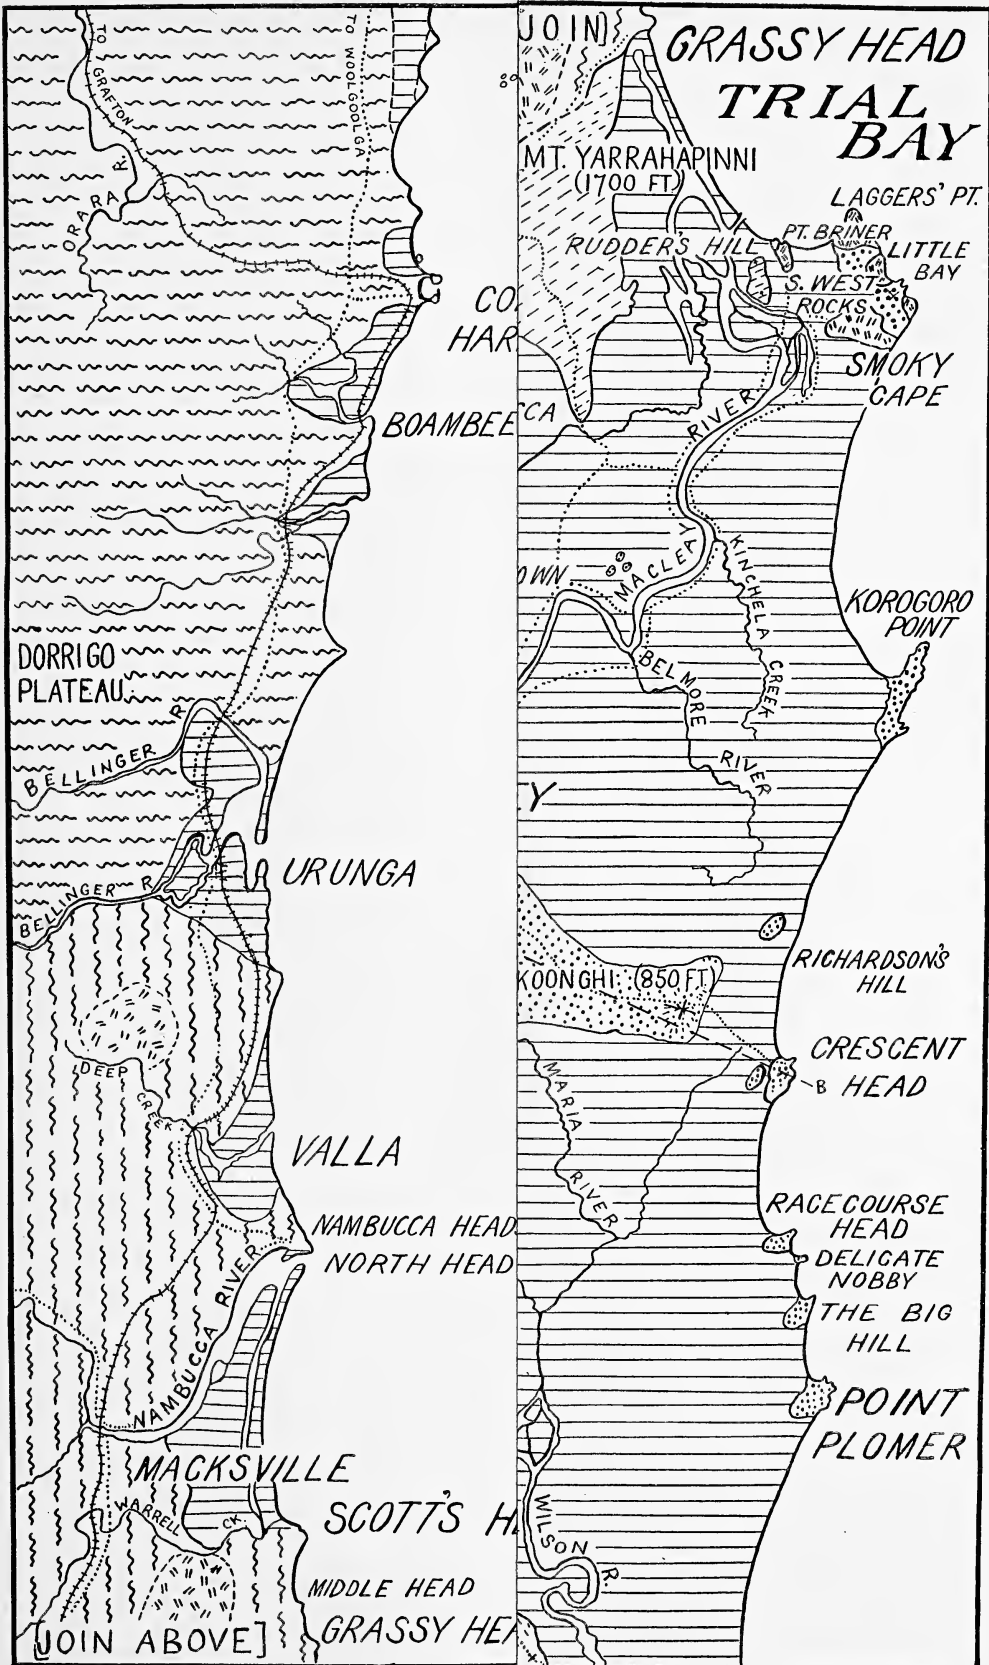 TO GRAFTON
TO WOOLGOOLGA
ORARA R.
CO
HAR
BOAMBEE
DORRIGO
PLATEAU
BELLINGER R
BELLINGER R.
URUNGA
DEEP CREEK
VALLA
NAMBUCCA HEAD
NORTH HEAD
NAMBUCCA RIVER
MACKSVILLE
WARRELL CK.
SCOTT'S H
MIDDLE HEAD
GRASSY HEA
[JOIN ABOVE]
JOIN]
GRASSY HEAD
TRIAL
BAY
MT. YARRAHAPINNI
(1700 FT.)
LAGGERS' PT.
PT. BRINER
RUDDER'S HILL
LITTLE
BAY
S. WEST
ROCKS
SMOKY
CAPE
CCA
MACLEAY RIVER
OWN
KINCHELA CREEK
KOROGORO
POINT
BELMORE RIVER
Y
KOONGHI (850 FT)
RICHARDSON'S
HILL
CRESCENT
HEAD
B
MARIA RIVER
RACECOURSE
HEAD
DELICATE
NOBBY
THE BIG
HILL
POINT
PLOMER
WILSON R.